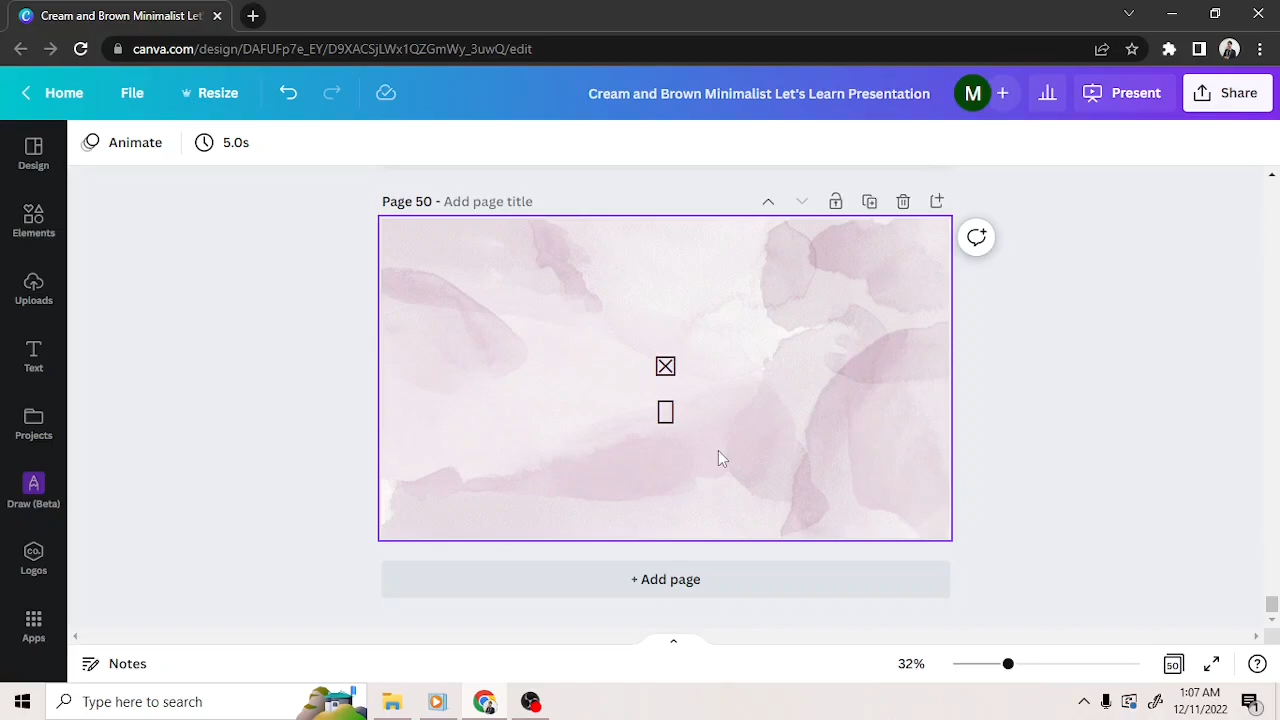 Cream and Brown Minimalist Let
canva.com/design/DAFUFp7e_EY/D9XACSjLWx1QZGmWy_3uwQ/edit
Home
File
Resize
Cream and Brown Minimalist Let's Learn Presentation
M
Present
Share
Animate
5.0s
Design
Elements
Uploads
Text
Projects
Draw (Beta)
CO.
Logos
Apps
Page 50 - Add page title
+ Add page
Notes
32%
50
Type here to search
1:07 AM
12/11/2022
1